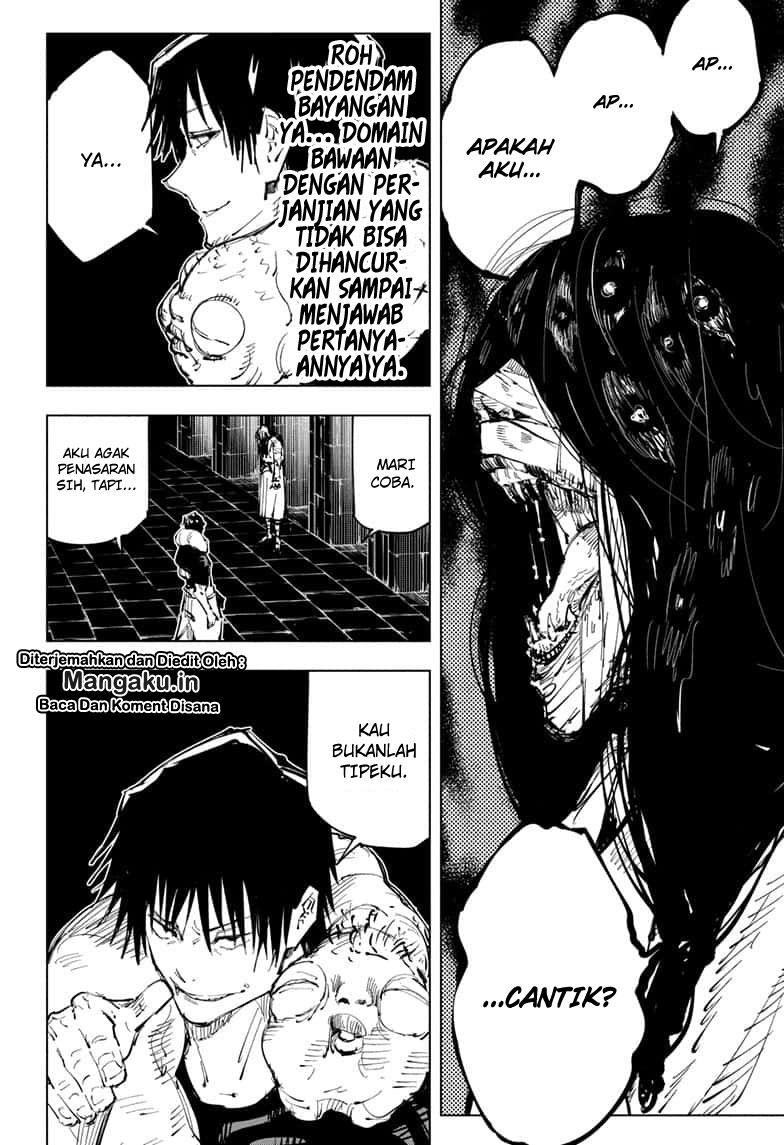 AP...
AP...
APAKAH
AKU...
...CANTIK?
ROH
PENDENDAM
BAYANGAN
YA... DOMAIN
BAWAAN
DENGAN PER-
JANJIAN YANG
TIDAK BISA
DIHANCUR-
KAN SAMPAI
MENJAWAB
PERTANYA-
ANNYA YA.
YA...
MARI
COBA.
AKU AGAK
PENASARAN
SIH, TAPI...
Diterjemahkan dan Diedit Oleh :
Mangaku.in
Baca Dan Koment Disana
KAU
BUKANLAH
TIPEKU.